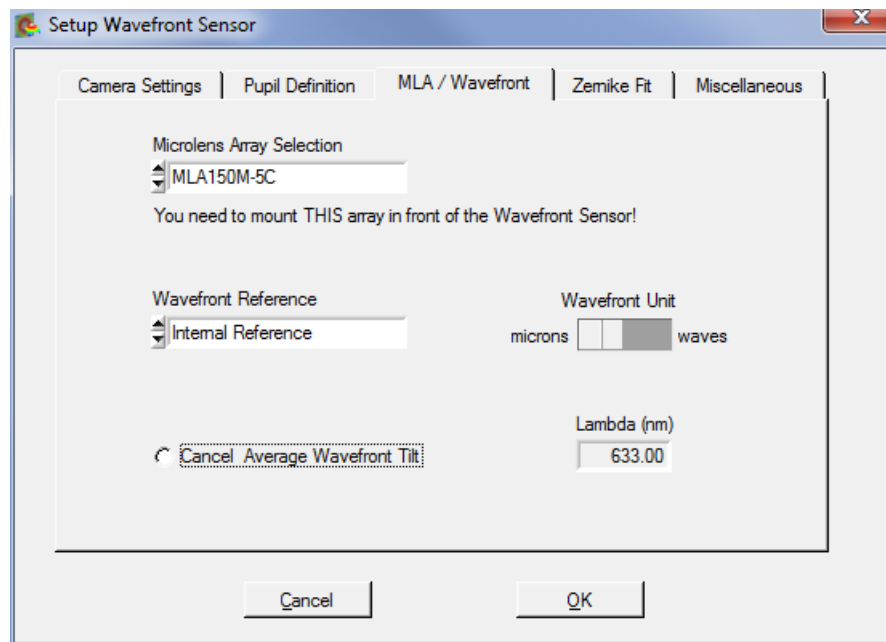 Setup Wavefront Sensor
X
Camera Settings Pupil Definition MLA / Wavefront Zernike Fit Miscellaneous
Microlens Array Selection
MLA150M-5C
You need to mount THIS array in front of the Wavefront Sensor!
Wavefront Reference Wavefront Unit
Internal Reference microns waves
Lambda (nm)
Cancel Average Wavefront Tilt 633.00
Cancel OK